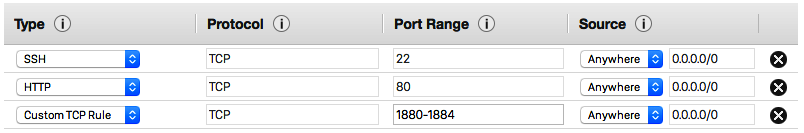 Type i Protocol i Port Range i Source i
SSH TCP 22 Anywhere 0.0.0.0/0
HTTP TCP 80 Anywhere 0.0.0.0/0
Custom TCP Rule TCP 1880-1884 Anywhere 0.0.0.0/0